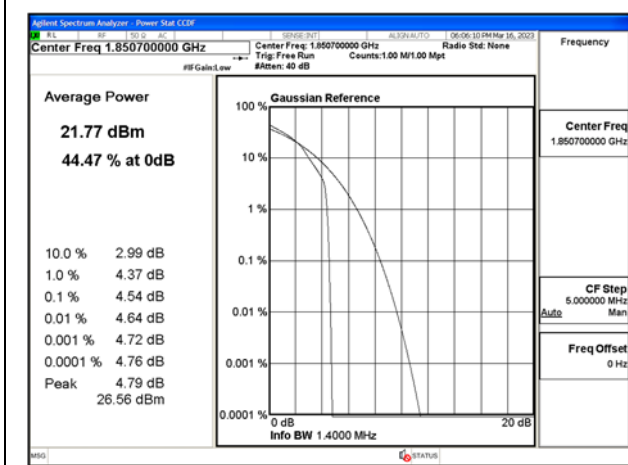 Agilent Spectrum Analyzer - Power Stat CCDF
RL RF 50 Ω AC SENSE:INT ALIGN AUTO 06:06:10 PM Mar 16, 2023
Center Freq 1.850700000 GHz
Center Freq: 1.850700000 GHz Radio Std: None
Trig: Free Run Counts:1.00 M/1.00 Mpt
#IFGain:Low #Atten: 40 dB
Frequency
Average Power
21.77 dBm
44.47 % at 0dB
10.0 % 2.99 dB
1.0 % 4.37 dB
0.1 % 4.54 dB
0.01 % 4.64 dB
0.001 % 4.72 dB
0.0001 % 4.76 dB
Peak 4.79 dB
26.56 dBm
Gaussian Reference
100 %
10 %
1 %
0.1 %
0.01 %
0.001 %
0.0001 %
0 dB 20 dB
Info BW 1.4000 MHz
Center Freq
1.850700000 GHz
CF Step
5.000000 MHz
Auto Man
Freq Offset
0 Hz
MSG STATUS